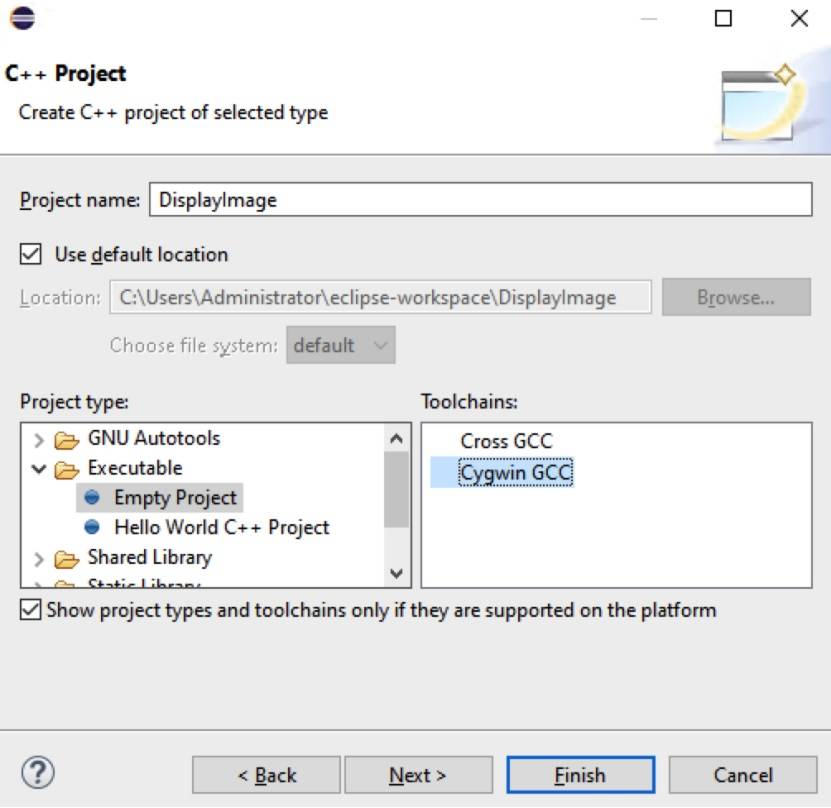 C++ Project
Create C++ project of selected type
Project name: DisplayImage
Use default location
Location: C:\Users\Administrator\eclipse-workspace\DisplayImage Browse...
Choose file system: default
Project type: Toolchains:
GNU Autotools
Executable
Empty Project
Hello World C++ Project
Shared Library
Static Library
Cross GCC
Cygwin GCC
Show project types and toolchains only if they are supported on the platform
? < Back Next > Finish Cancel